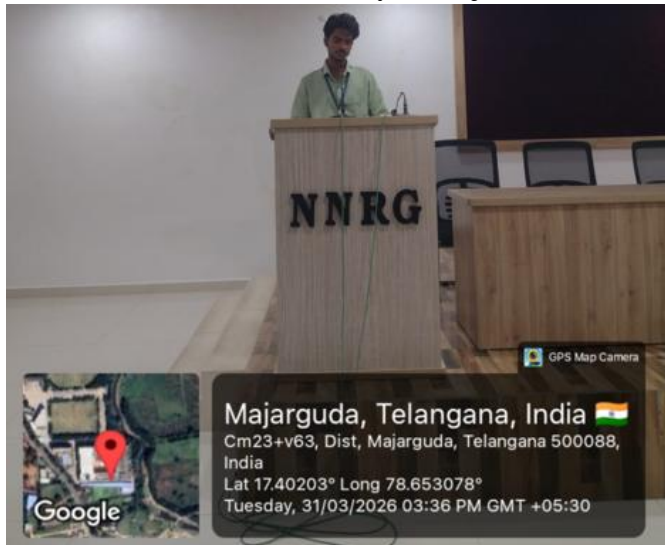 NNRG
GPS Map Camera
Majarguda, Telangana, India 🇮🇳
Cm23+v63, Dist, Majarguda, Telangana 500088,
India
Lat 17.40203° Long 78.653078°
Tuesday, 31/03/2026 03:36 PM GMT +05:30
Google